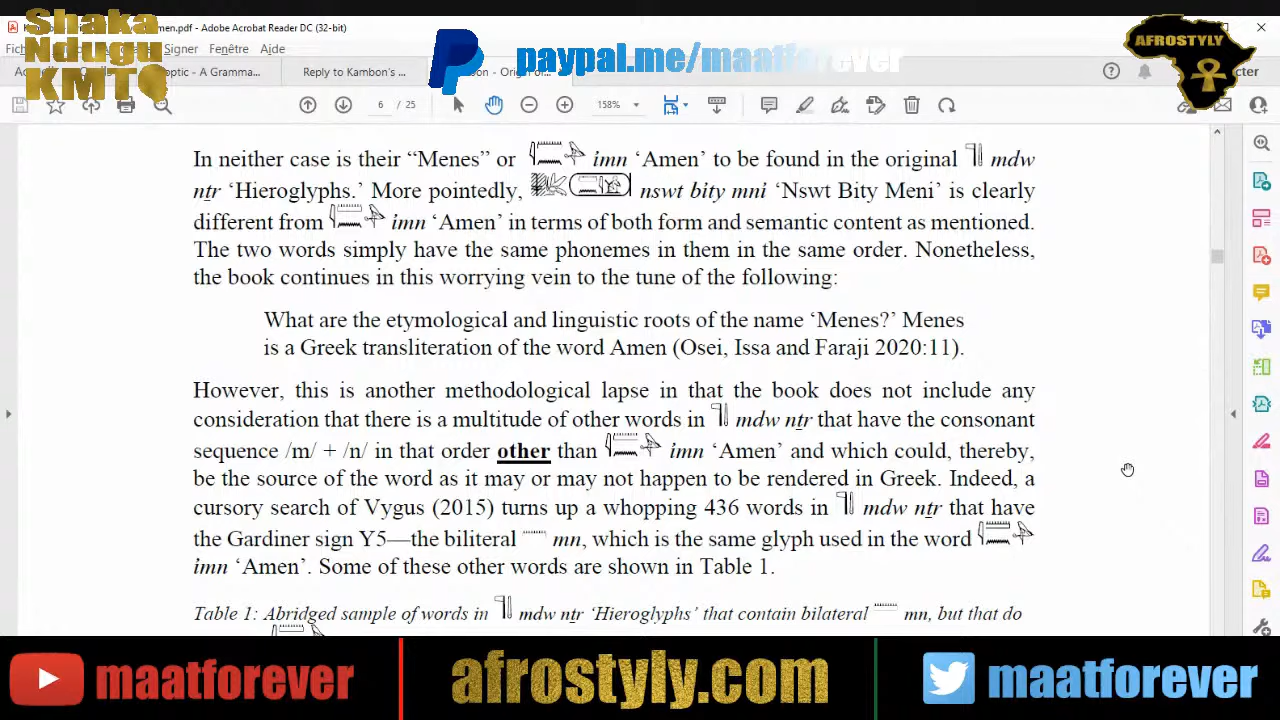 Shaka
Ndugu
KMT
men.pdf - Adobe Acrobat Reader DC (32-bit)
Signer Fenêtre Aide
paypal.me/maatforever
AFROSTYLY
optic - A Gramma...
Reply to Kambon's ...
6 / 25
158%
In neither case is their “Menes” or imn ‘Amen’ to be found in the original mdw
nṯr ‘Hieroglyphs.’ More pointedly, nswt bity mni ‘Nswt Bity Meni’ is clearly
different from imn ‘Amen’ in terms of both form and semantic content as mentioned.
The two words simply have the same phonemes in them in the same order. Nonetheless,
the book continues in this worrying vein to the tune of the following:
What are the etymological and linguistic roots of the name ‘Menes?’ Menes
is a Greek transliteration of the word Amen (Osei, Issa and Faraji 2020:11).
However, this is another methodological lapse in that the book does not include any
consideration that there is a multitude of other words in mdw nṯr that have the consonant
sequence /m/ + /n/ in that order other than imn ‘Amen’ and which could, thereby,
be the source of the word as it may or may not happen to be rendered in Greek. Indeed, a
cursory search of Vygus (2015) turns up a whopping 436 words in mdw nṯr that have
the Gardiner sign Y5—the biliteral mn, which is the same glyph used in the word
imn ‘Amen’. Some of these other words are shown in Table 1.
Table 1: Abridged sample of words in mdw nṯr ‘Hieroglyphs’ that contain bilateral mn, but that do
maatforever
afrostyly.com
maatforever